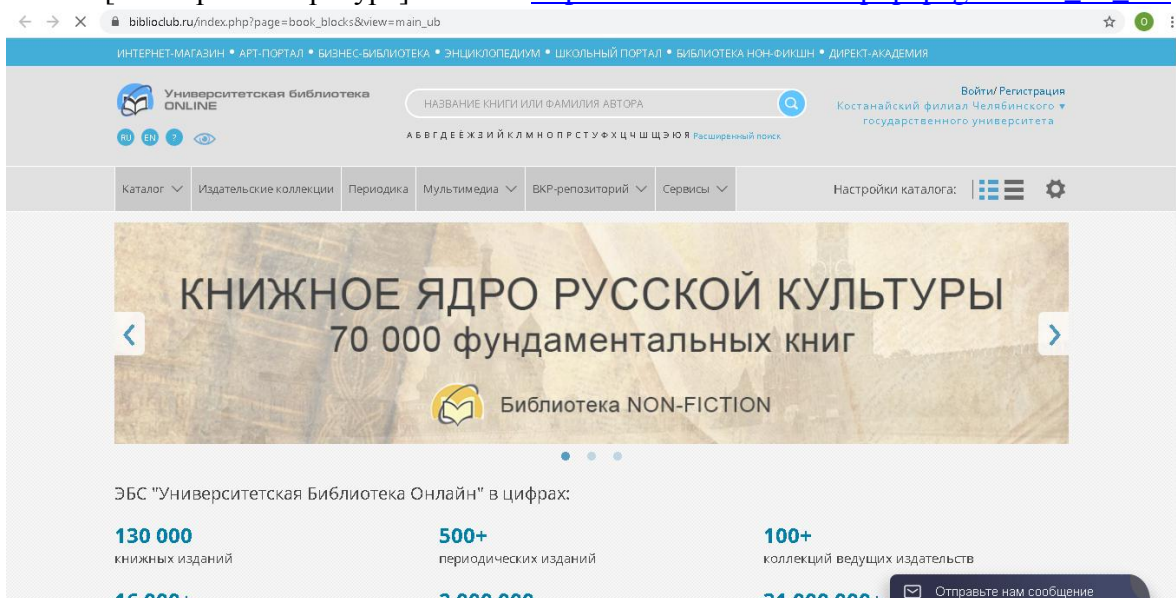 biblioclub.ru/index.php?page=book_blocks&view=main_ub
О
ИНТЕРНЕТ-МАГАЗИН • АРТ-ПОРТАЛ • БИЗНЕС-БИБЛИОТЕКА • ЭНЦИКЛОПЕДИУМ • ШКОЛЬНЫЙ ПОРТАЛ • БИБЛИОТЕКА НОН-ФИКШН • ДИРЕКТ-АКАДЕМИЯ
Университетская библиотека
ONLINE
RU EN ?
НАЗВАНИЕ КНИГИ ИЛИ ФАМИЛИЯ АВТОРА
А Б В Г Д Е Ё Ж З И Й К Л М Н О П Р С Т У Ф Х Ц Ч Ш Щ Э Ю Я Расширенный поиск
Войти/ Регистрация
Костанайский филиал Челябинского
государственного университета
Каталог Издательские коллекции Периодика Мультимедиа ВКР-репозиторий Сервисы Настройки каталога:
КНИЖНОЕ ЯДРО РУССКОЙ КУЛЬТУРЫ
70 000 фундаментальных книг
Библиотека NON-FICTION
ЭБС "Университетская Библиотека Онлайн" в цифрах:
130 000 500+ 100+
книжных изданий периодических изданий коллекций ведущих издательств
Отправьте нам сообщение